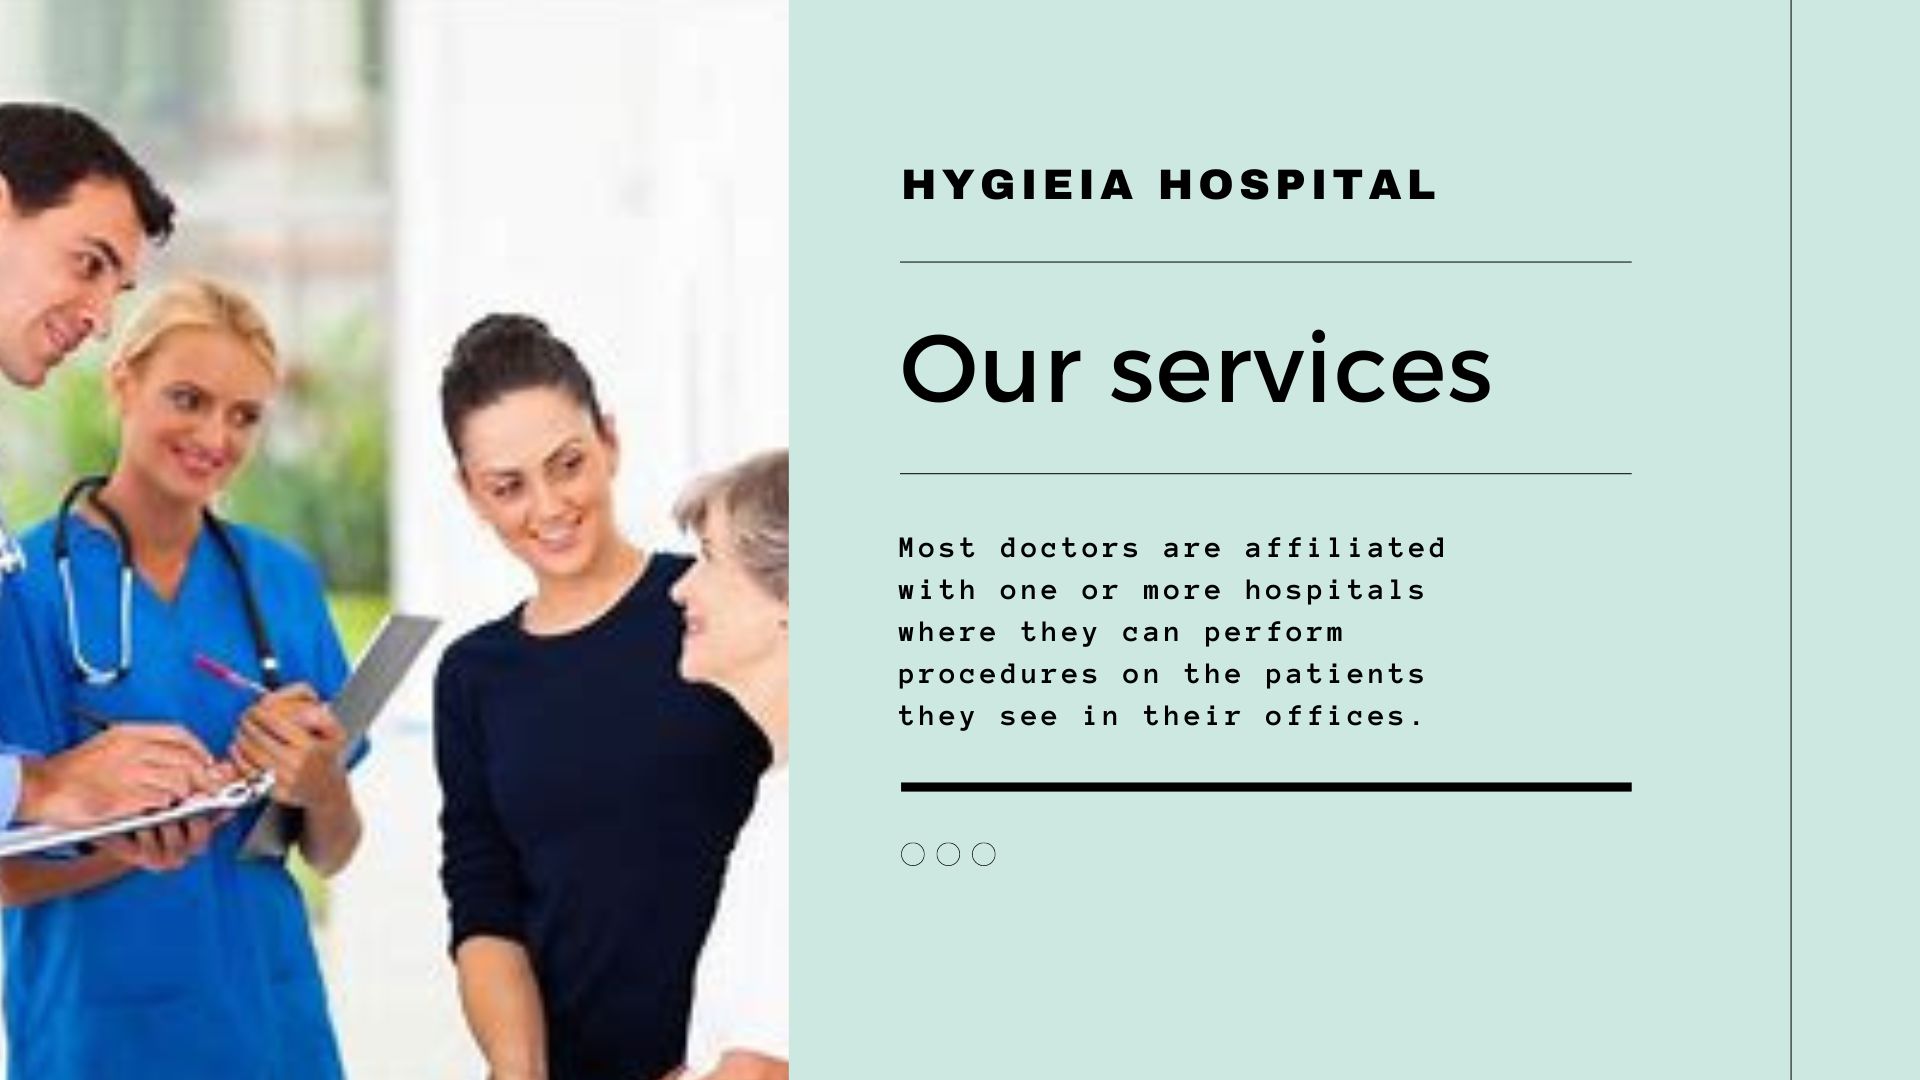 HYGIEIA HOSPITAL
Our services
Most doctors are affiliated
with one or more hospitals
where they can perform
procedures on the patients
they see in their offices.